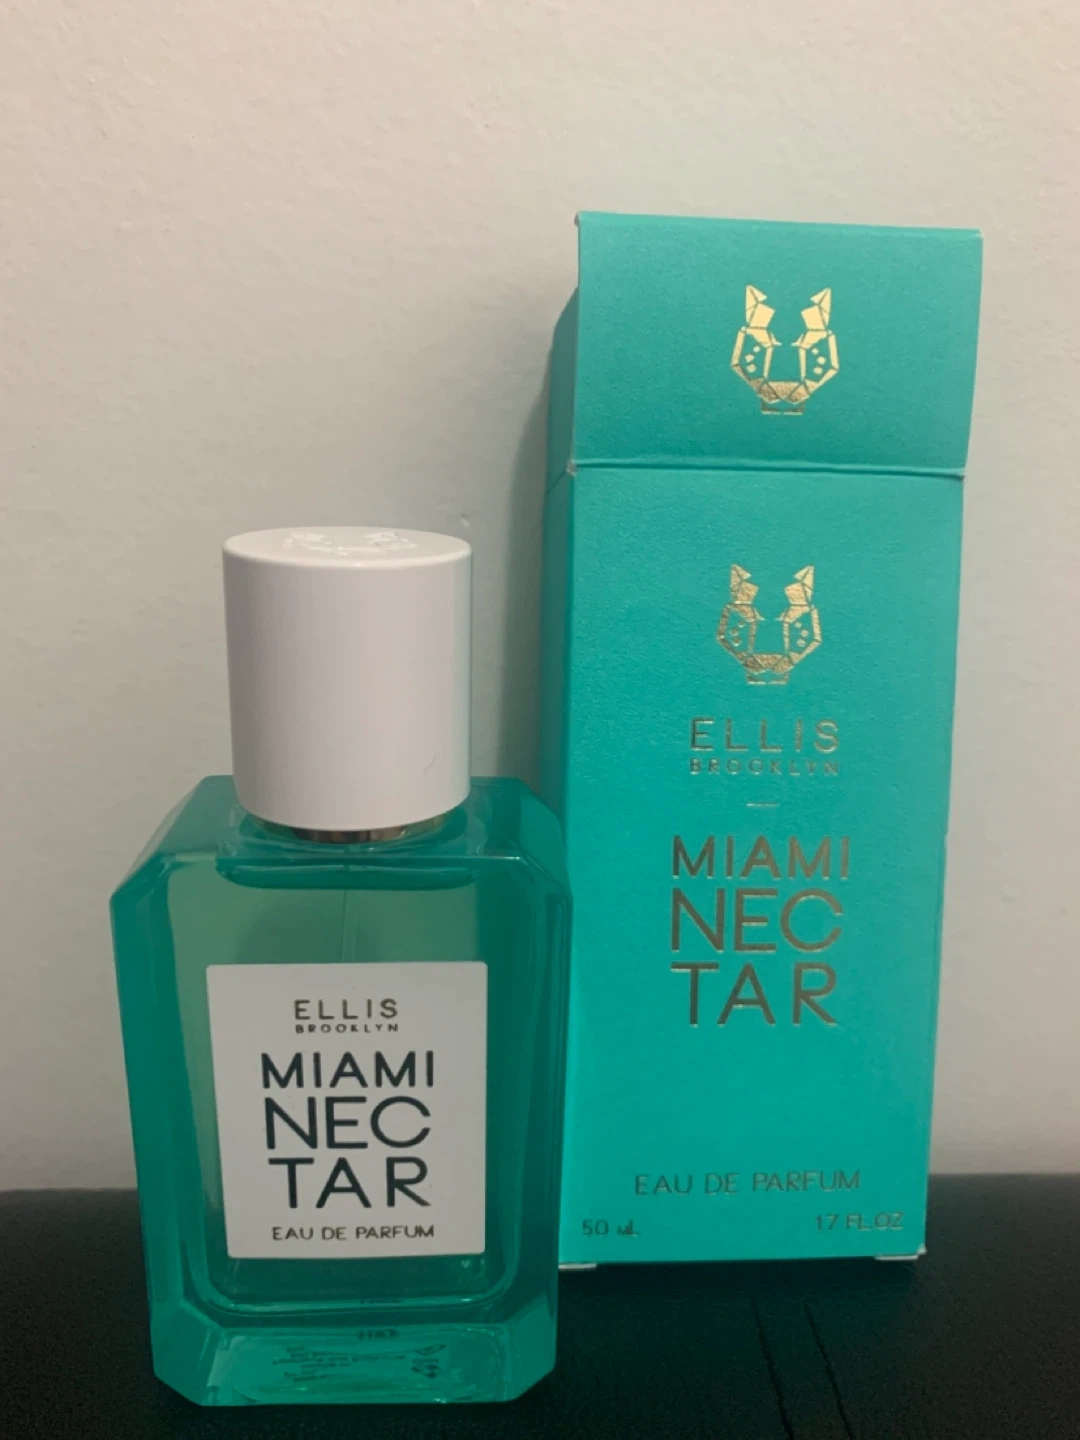 ELLIS
BROOKLYN
MIAMI
NEC
TAR
EAU DE PARFUM
ELLIS
BROOKLYN
MIAMI
NEC
TAR
EAU DE PARFUM
50 mL
1.7 FL.OZ